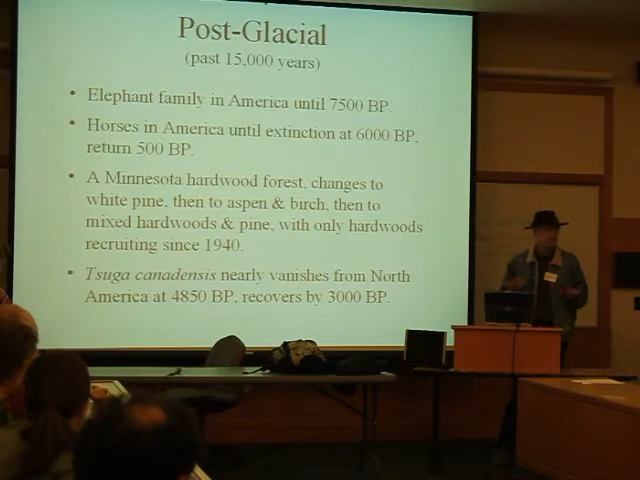 Post-Glacial
(past 15,000 years)
• Elephant family in America until 7500 BP.
• Horses in America until extinction at 6000 BP,
return 500 BP.
• A Minnesota hardwood forest, changes to
white pine, then to aspen & birch, then to
mixed hardwoods & pine, with only hardwoods
recruiting since 1940.
• Tsuga canadensis nearly vanishes from North
America at 4850 BP, recovers by 3000 BP.